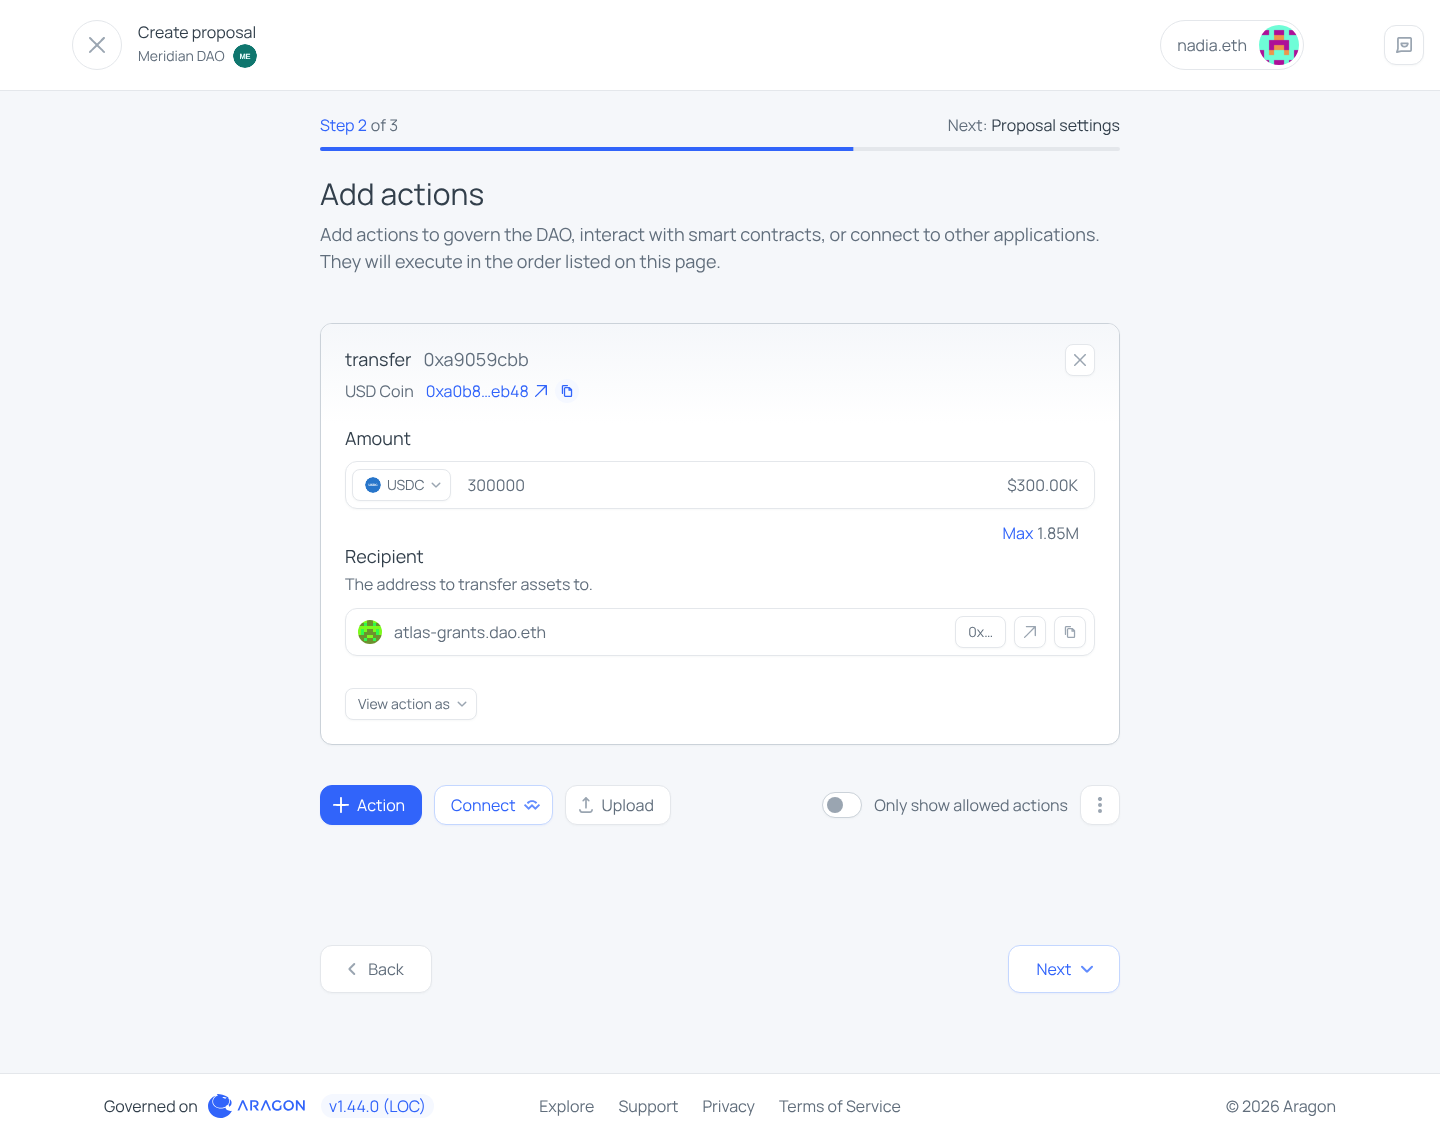 Create proposal
Meridian DAO ME
nadia.eth
Step 2 of 3
Next: Proposal settings
Add actions
Add actions to govern the DAO, interact with smart contracts, or connect to other applications.
They will execute in the order listed on this page.
transfer 0xa9059cbb
USD Coin 0xa0b8...eb48
Amount
USDC 300000 $300.00K
Max 1.85M
Recipient
The address to transfer assets to.
atlas-grants.dao.eth 0x...
View action as
Action Connect Upload Only show allowed actions
Back Next
Governed on ARAGON v1.44.0 (LOC) Explore Support Privacy Terms of Service © 2026 Aragon